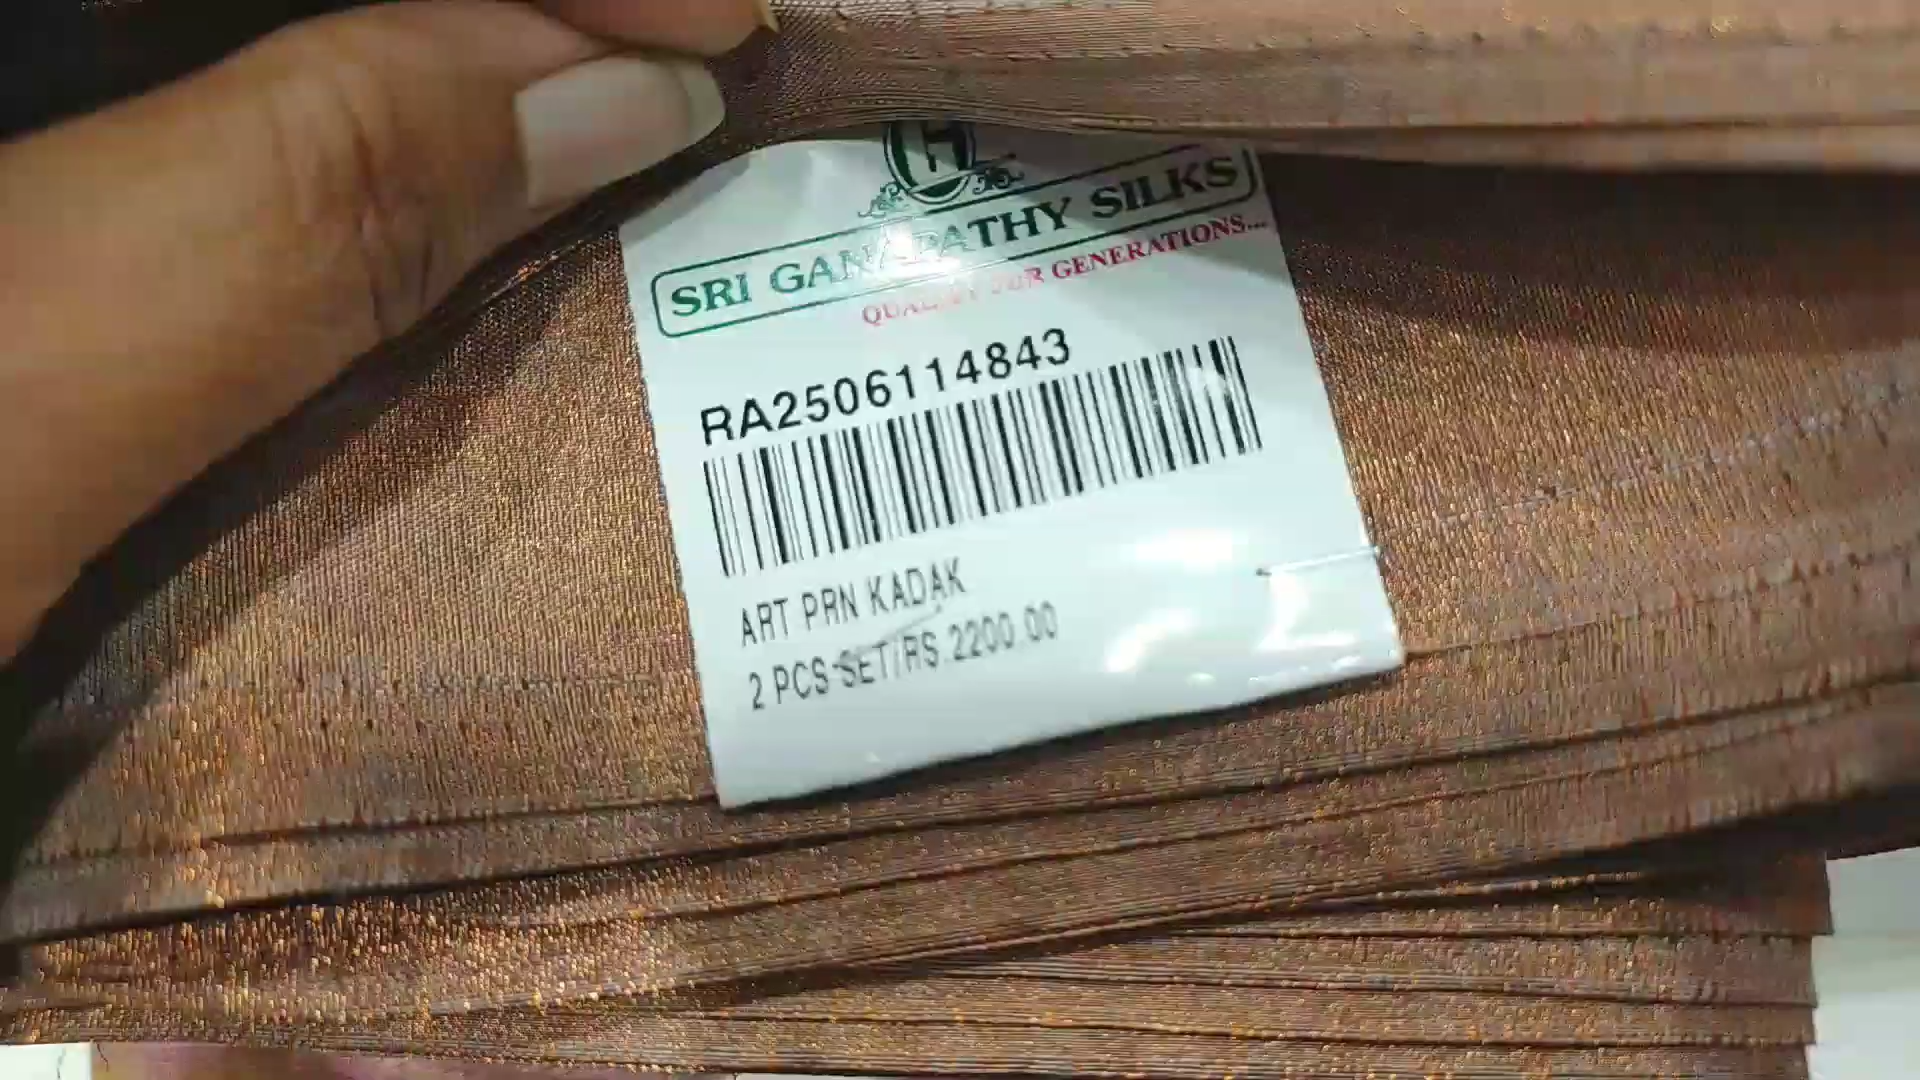 SRI GANAPATHY SILKS
QUALITY FOR GENERATIONS...
RA2506114843
ART PRN KADAK
2 PCS SET/RS.2200.00